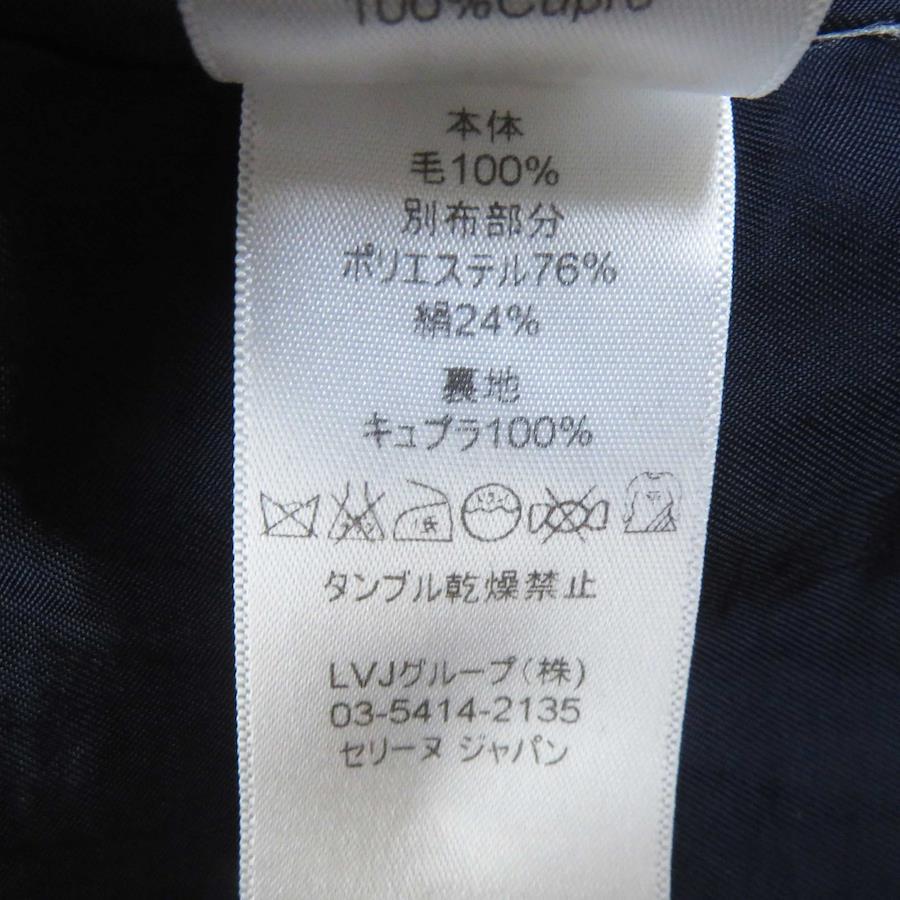 100%Cupro
本体
毛100%
別布部分
ポリエステル76%
絹24%
裏地
キュプラ100%
タンブル乾燥禁止
LVJグループ(株)
03-5414-2135
セリーヌ ジャパン